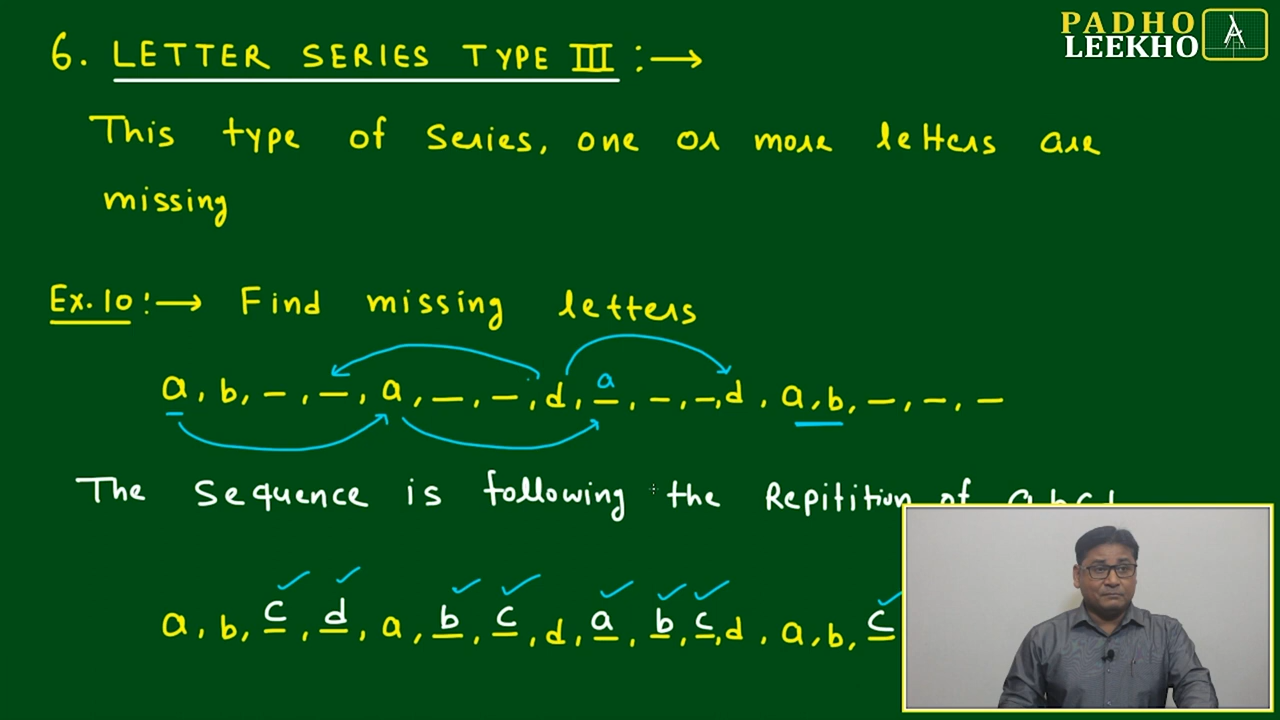 PADHO
LEEKHO
6. LETTER SERIES TYPE III :→
This type of Series, one or more letters are
missing
Ex. 10 :→ Find missing letters
a
a, b, –, –, a, –, –, d, –, –, –, d, a, b, –, –, –
The Sequence is following the Repitition of
a, b, c, d, a, b, c, d, a, b, c, d, a, b, c